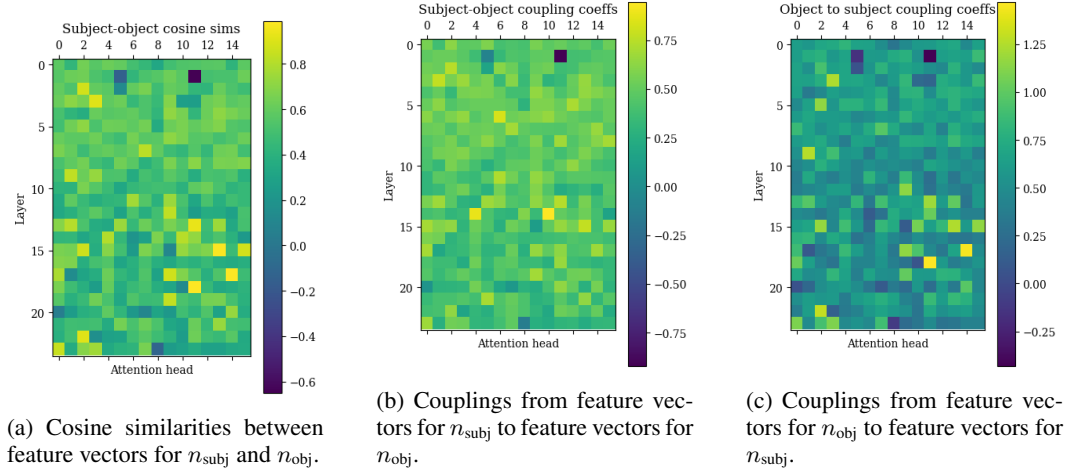 Subject-object cosine sims
0 2 4 6 8 10 12 14
0
5
10
15
20
Layer
Attention head
0.8
0.6
0.4
0.2
0.0
−0.2
−0.4
−0.6
(a) Cosine similarities between
feature vectors for n_subj and n_obj.
Subject-object coupling coeffs
0 2 4 6 8 10 12 14
0
5
10
15
20
Layer
Attention head
0.75
0.50
0.25
0.00
−0.25
−0.50
−0.75
(b) Couplings from feature vec-
tors for n_subj to feature vectors for
n_obj.
Object to subject coupling coeffs
0 2 4 6 8 10 12 14
0
5
10
15
20
Layer
Attention head
1.25
1.00
0.75
0.50
0.25
0.00
−0.25
(c) Couplings from feature vec-
tors for n_obj to feature vectors for
n_subj.